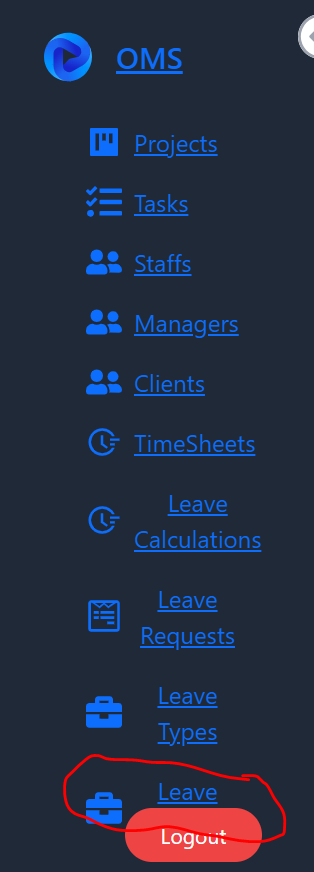 OMS
Projects
Tasks
Staffs
Managers
Clients
TimeSheets
Leave
Calculations
Leave
Requests
Leave
Types
Leave
Logout